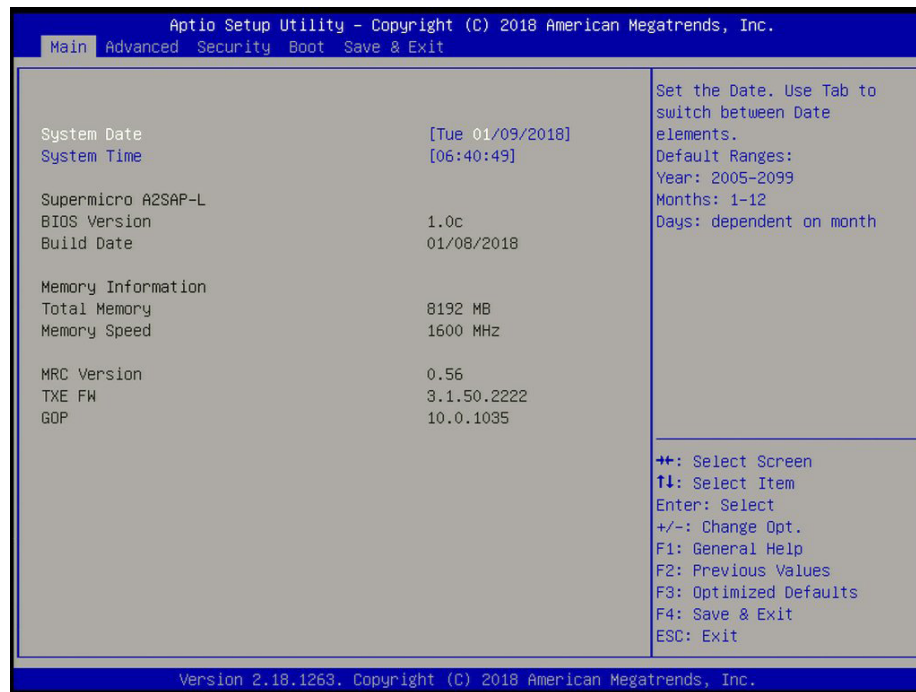 Aptio Setup Utility – Copyright (C) 2018 American Megatrends, Inc.
Main Advanced Security Boot Save & Exit
System Date [Tue 01/09/2018]
System Time [06:40:49]
Supermicro A2SAP-L
BIOS Version 1.0c
Build Date 01/08/2018
Memory Information
Total Memory 8192 MB
Memory Speed 1600 MHz
MRC Version 0.56
TXE FW 3.1.50.2222
GOP 10.0.1035
Set the Date. Use Tab to
switch between Date
elements.
Default Ranges:
Year: 2005-2099
Months: 1-12
Days: dependent on month
→←: Select Screen
↑↓: Select Item
Enter: Select
+/-: Change Opt.
F1: General Help
F2: Previous Values
F3: Optimized Defaults
F4: Save & Exit
ESC: Exit
Version 2.18.1263. Copyright (C) 2018 American Megatrends, Inc.